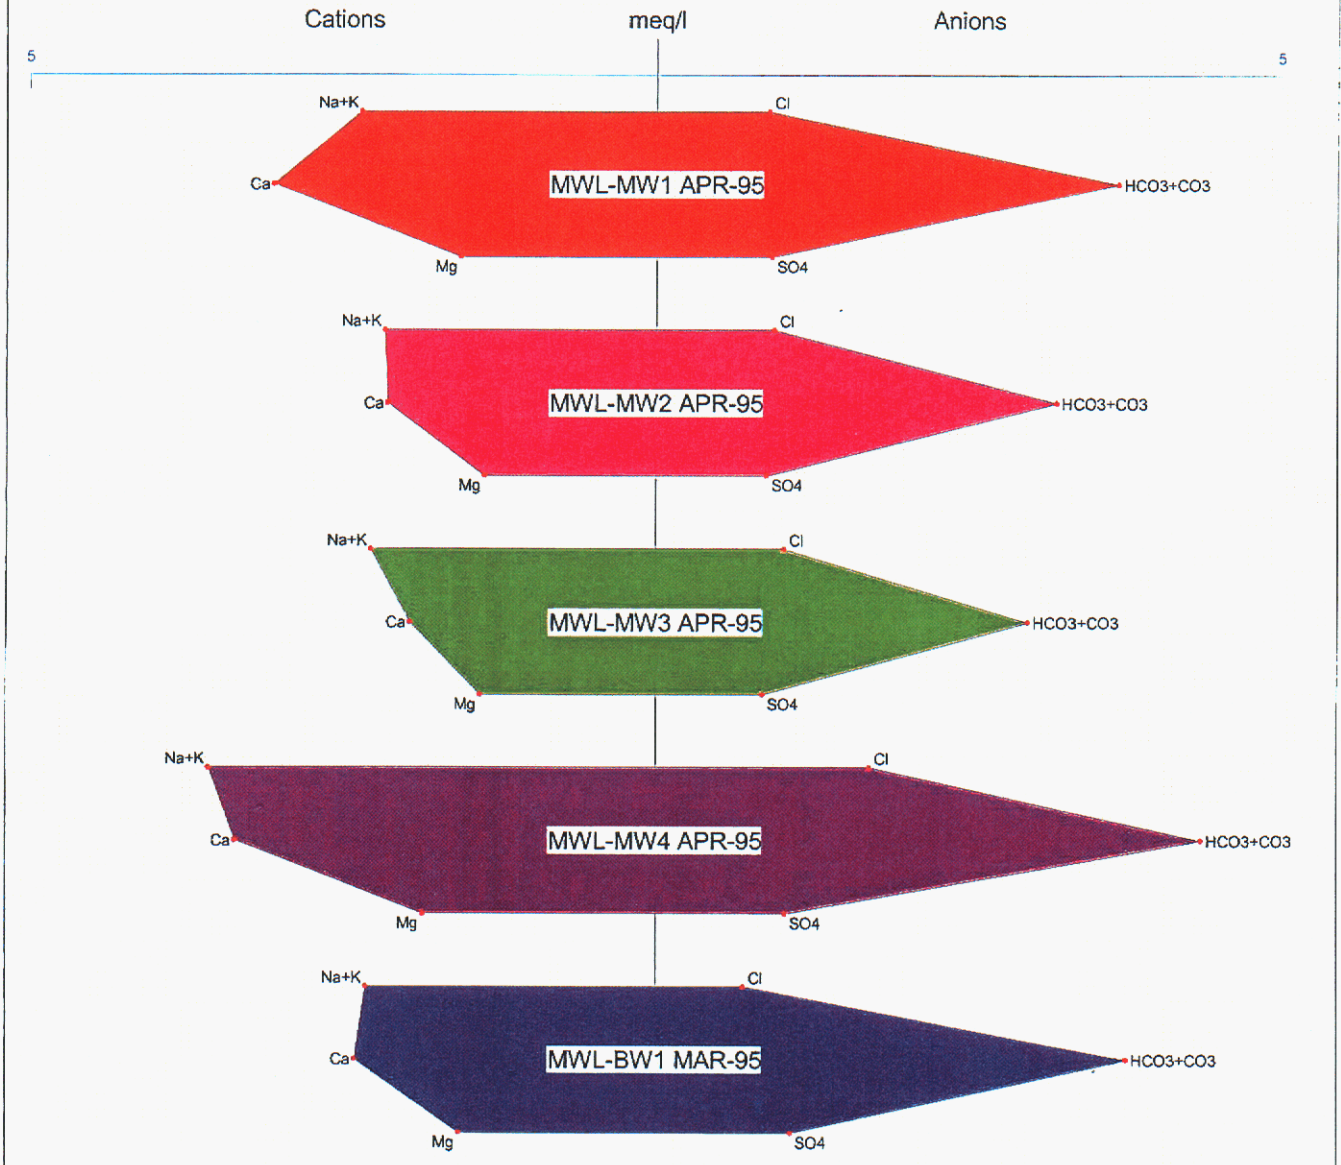 Cations meq/l Anions
5 5
Na+K Cl
Ca MWL-MW1 APR-95 HCO3+CO3
Mg SO4
Na+K Cl
Ca MWL-MW2 APR-95 HCO3+CO3
Mg SO4
Na+K Cl
Ca MWL-MW3 APR-95 HCO3+CO3
Mg SO4
Na+K Cl
Ca MWL-MW4 APR-95 HCO3+CO3
Mg SO4
Na+K Cl
Ca MWL-BW1 MAR-95 HCO3+CO3
Mg SO4